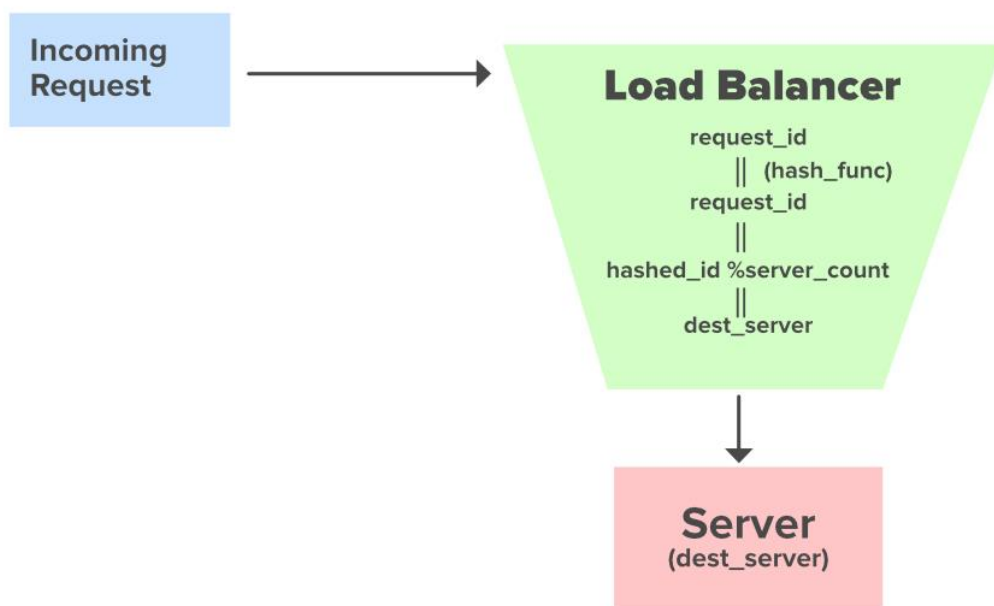 Incoming
Request
Load Balancer
request_id
|| (hash_func)
request_id
||
hashed_id %server_count
||
dest_server
Server
(dest_server)